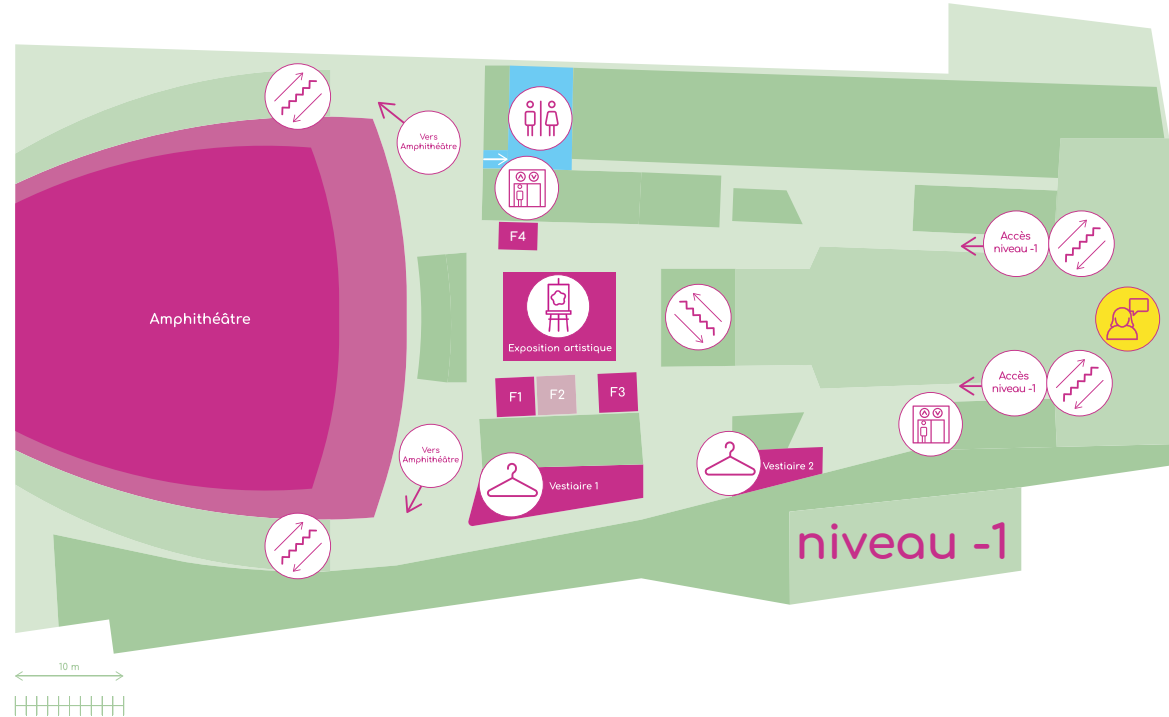 Vers
Amphithéâtre
F4
Accès
niveau -1
Amphithéâtre
Exposition artistique
F1
F2
F3
Accès
niveau -1
Vers
Amphithéâtre
Vestiaire 1
Vestiaire 2
niveau -1
10 m